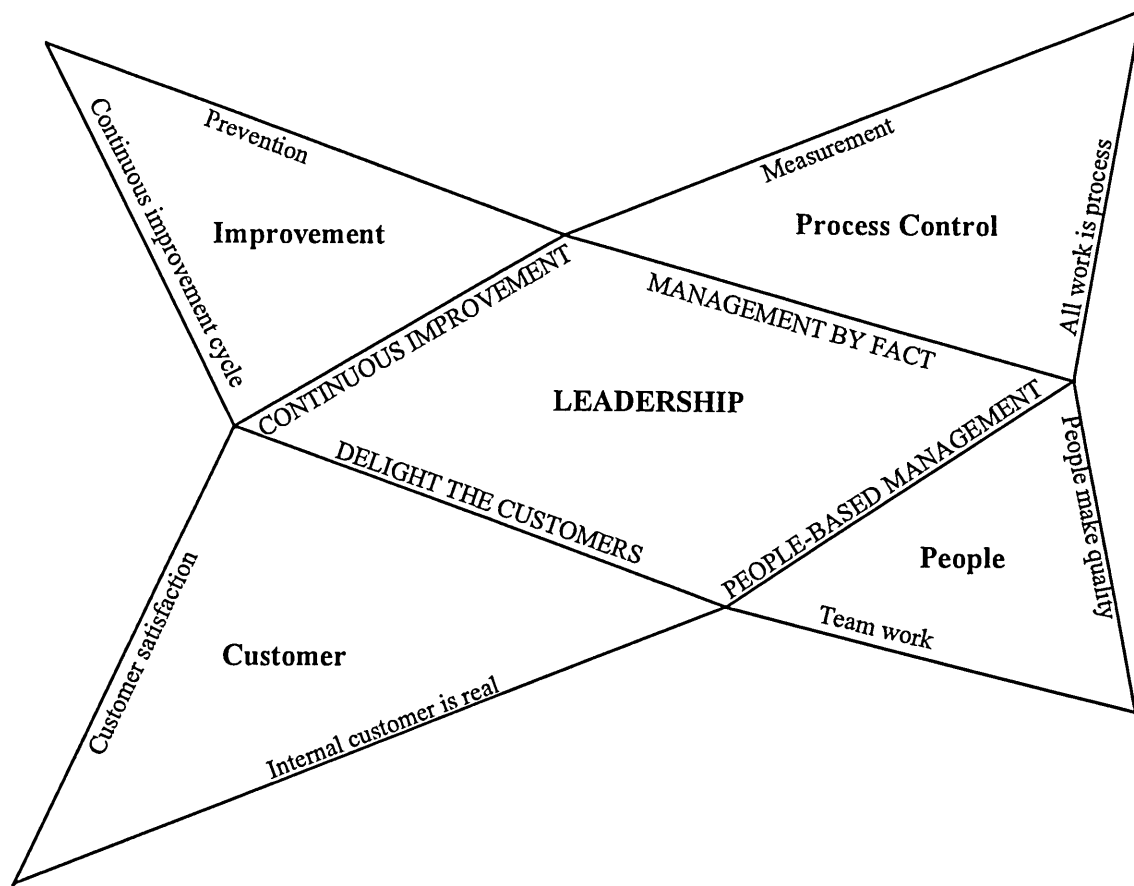 Continuous improvement cycle
Prevention
Improvement
CONTINUOUS IMPROVEMENT
Measurement
Process Control
All work is process
MANAGEMENT BY FACT
LEADERSHIP
DELIGHT THE CUSTOMERS
PEOPLE-BASED MANAGEMENT
People make quality
People
Team work
Customer satisfaction
Customer
Internal customer is real